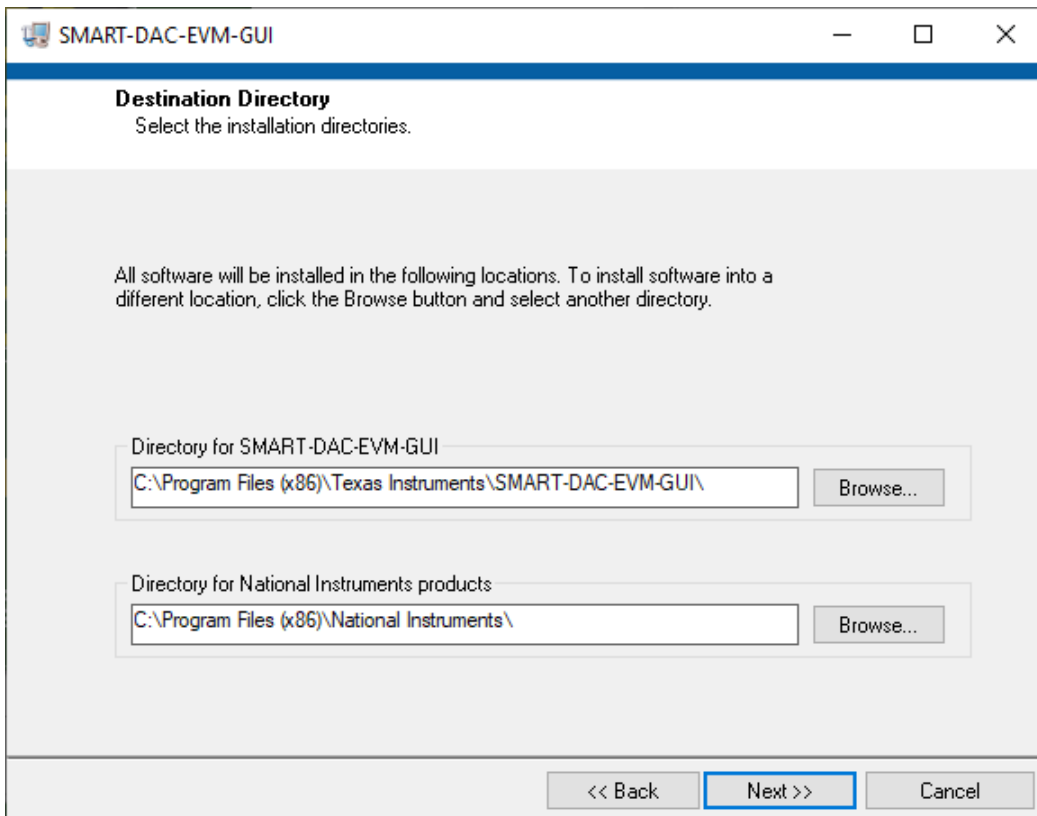 SMART-DAC-EVM-GUI
Destination Directory
Select the installation directories.
All software will be installed in the following locations. To install software into a
different location, click the Browse button and select another directory.
Directory for SMART-DAC-EVM-GUI
C:\Program Files (x86)\Texas Instruments\SMART-DAC-EVM-GUI\
Browse...
Directory for National Instruments products
C:\Program Files (x86)\National Instruments\
Browse...
<< Back
Next >>
Cancel